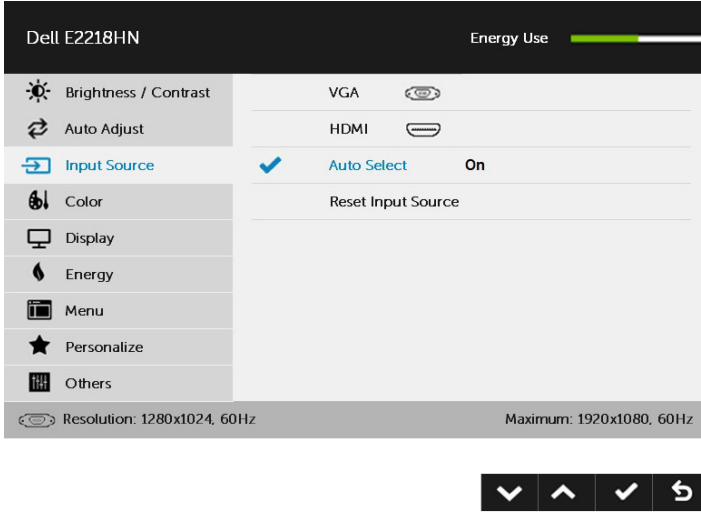 Dell E2218HN
Energy Use
Brightness / Contrast
Auto Adjust
Input Source
Color
Display
Energy
Menu
Personalize
Others
VGA
HDMI
Auto Select On
Reset Input Source
Resolution: 1280x1024, 60Hz
Maximum: 1920x1080, 60Hz